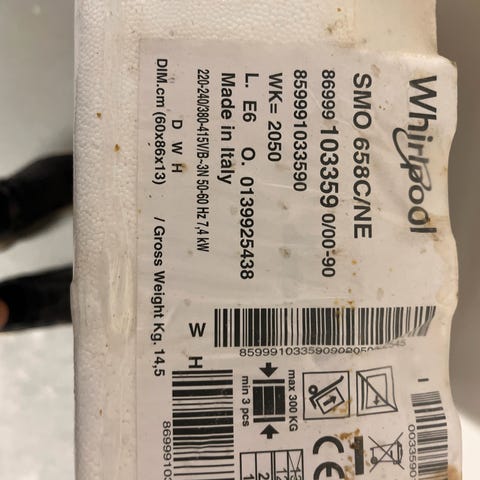 Whirlpool
SMO 658C/NE
86999 103359 0/00-90
859991033590
WK= 2050
L. E6 O. 0139925438
Made in Italy
220-240/380-415V//B~3N 50-60 Hz 7,4 kW
D W H
DIM.cm (60x86x13) / Gross Weight Kg. 14,5
W
H
max 300 KG
min 3 pcs
CE